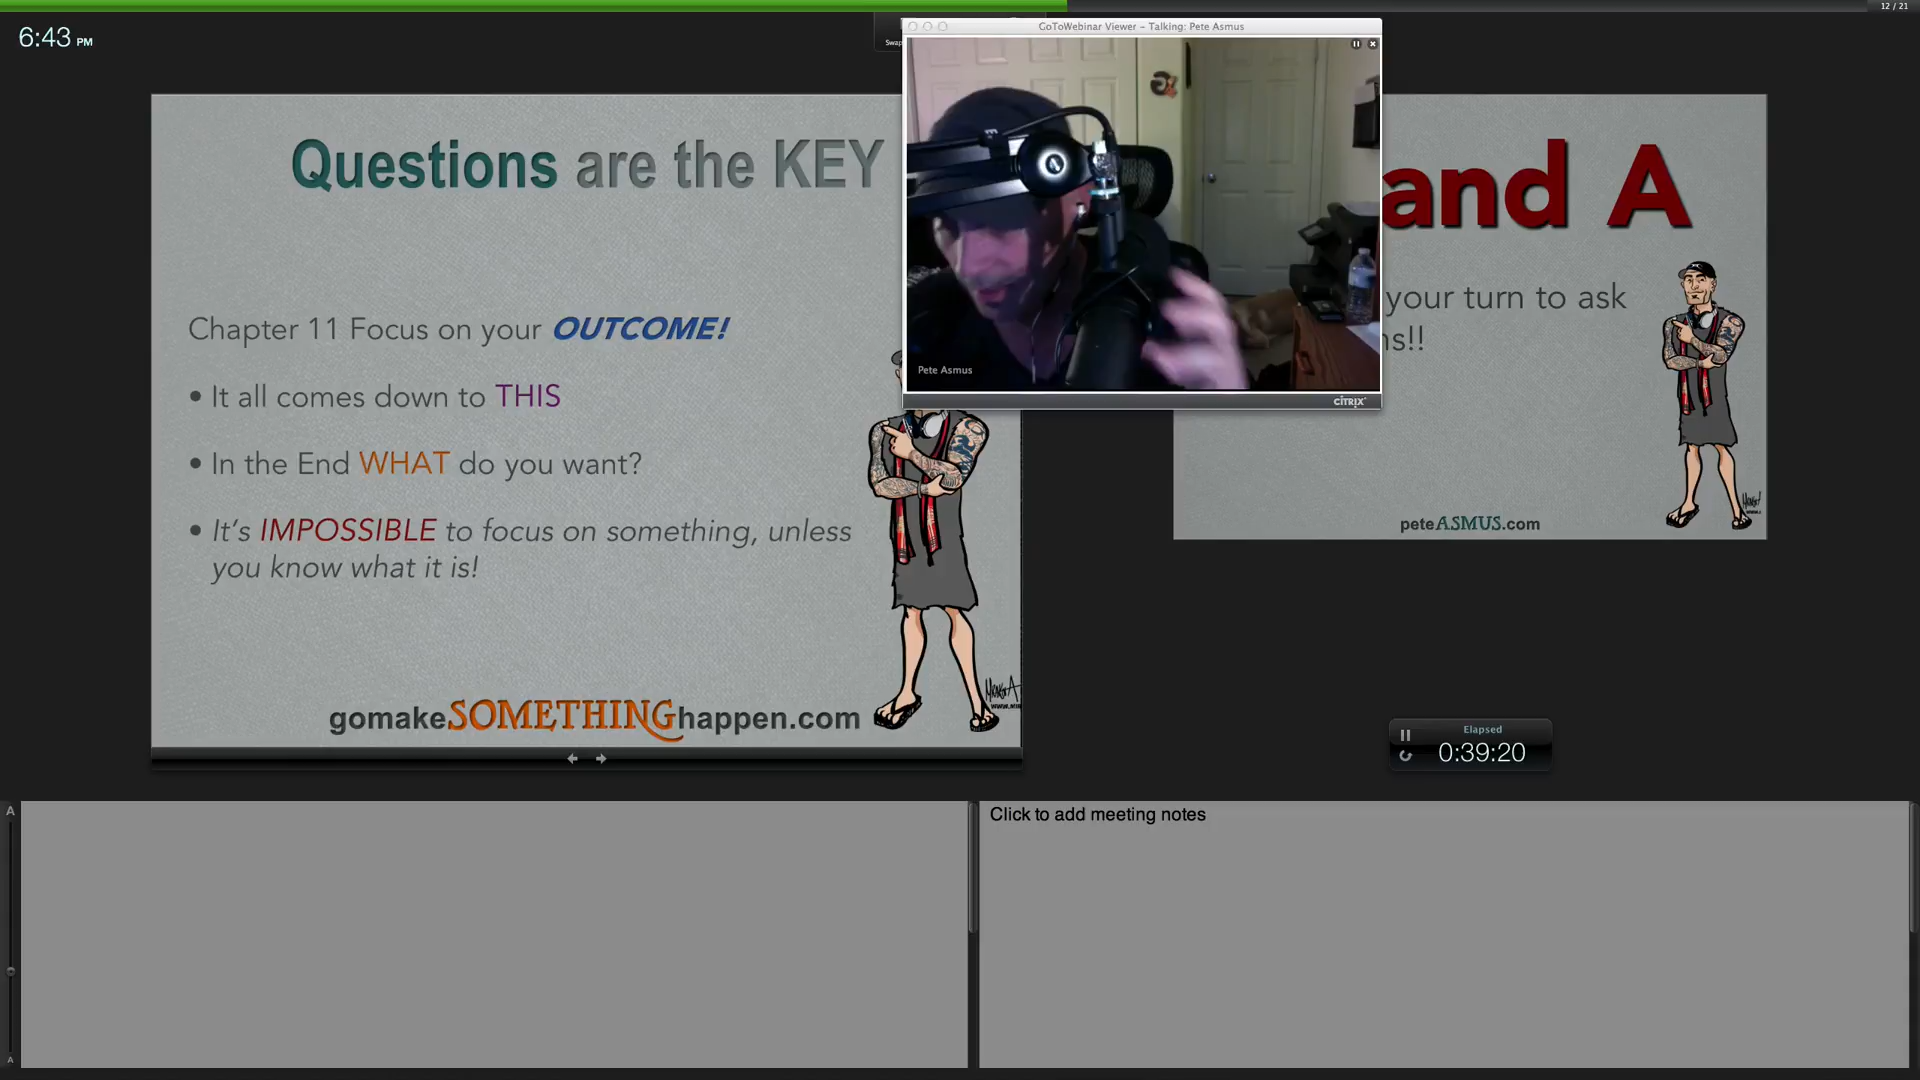 12 / 21
6:43 PM
Swap
GoToWebinar Viewer – Talking: Pete Asmus
Pete Asmus
CİTRIX
Questions are the KEY
Chapter 11 Focus on your OUTCOME!
• It all comes down to THIS
• In the End WHAT do you want?
• It's IMPOSSIBLE to focus on something, unless
you know what it is!
gomakeSOMETHINGhappen.com
and A
your turn to ask
s!!
peteASMUS.com
Elapsed
0:39:20
A
A
Click to add meeting notes